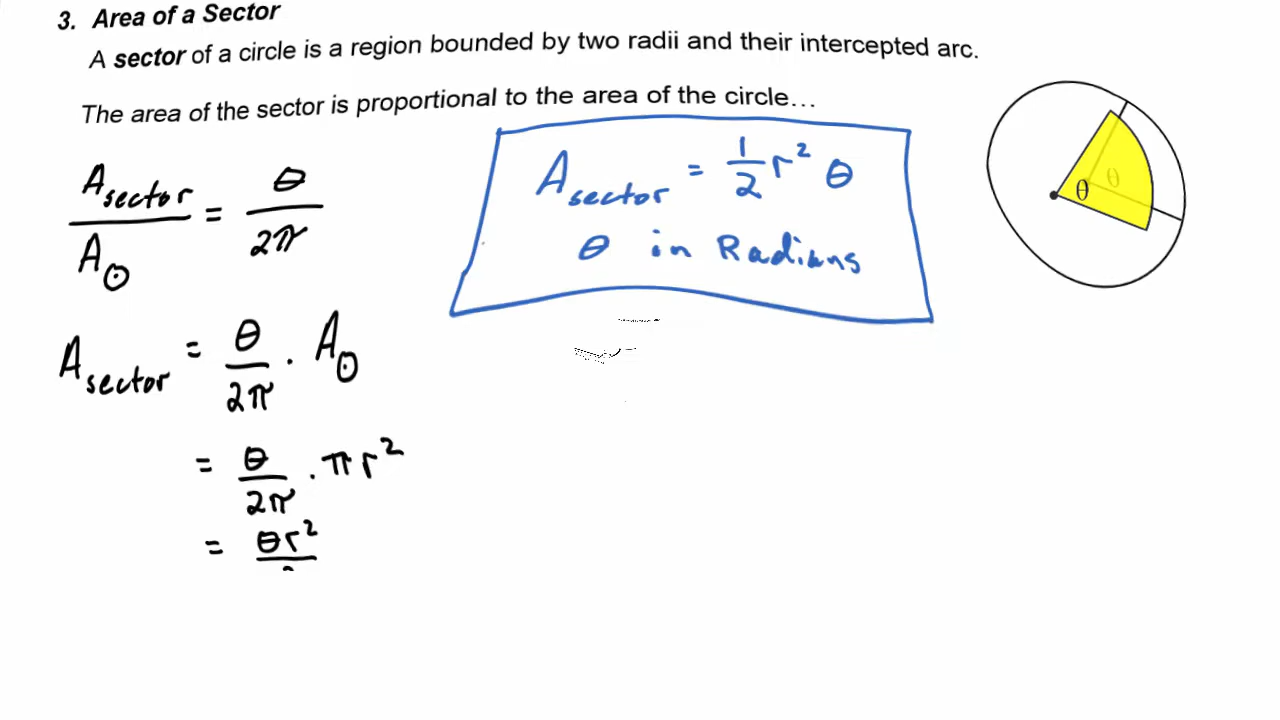 3. Area of a Sector
A sector of a circle is a region bounded by two radii and their intercepted arc.
The area of the sector is proportional to the area of the circle…
A_sector / A_⊙ = θ / 2π
A_sector = θ / 2π · A_⊙
= θ / 2π · πr²
= θr²
A_sector = 1/2 r² θ
θ in Radians
θ θ